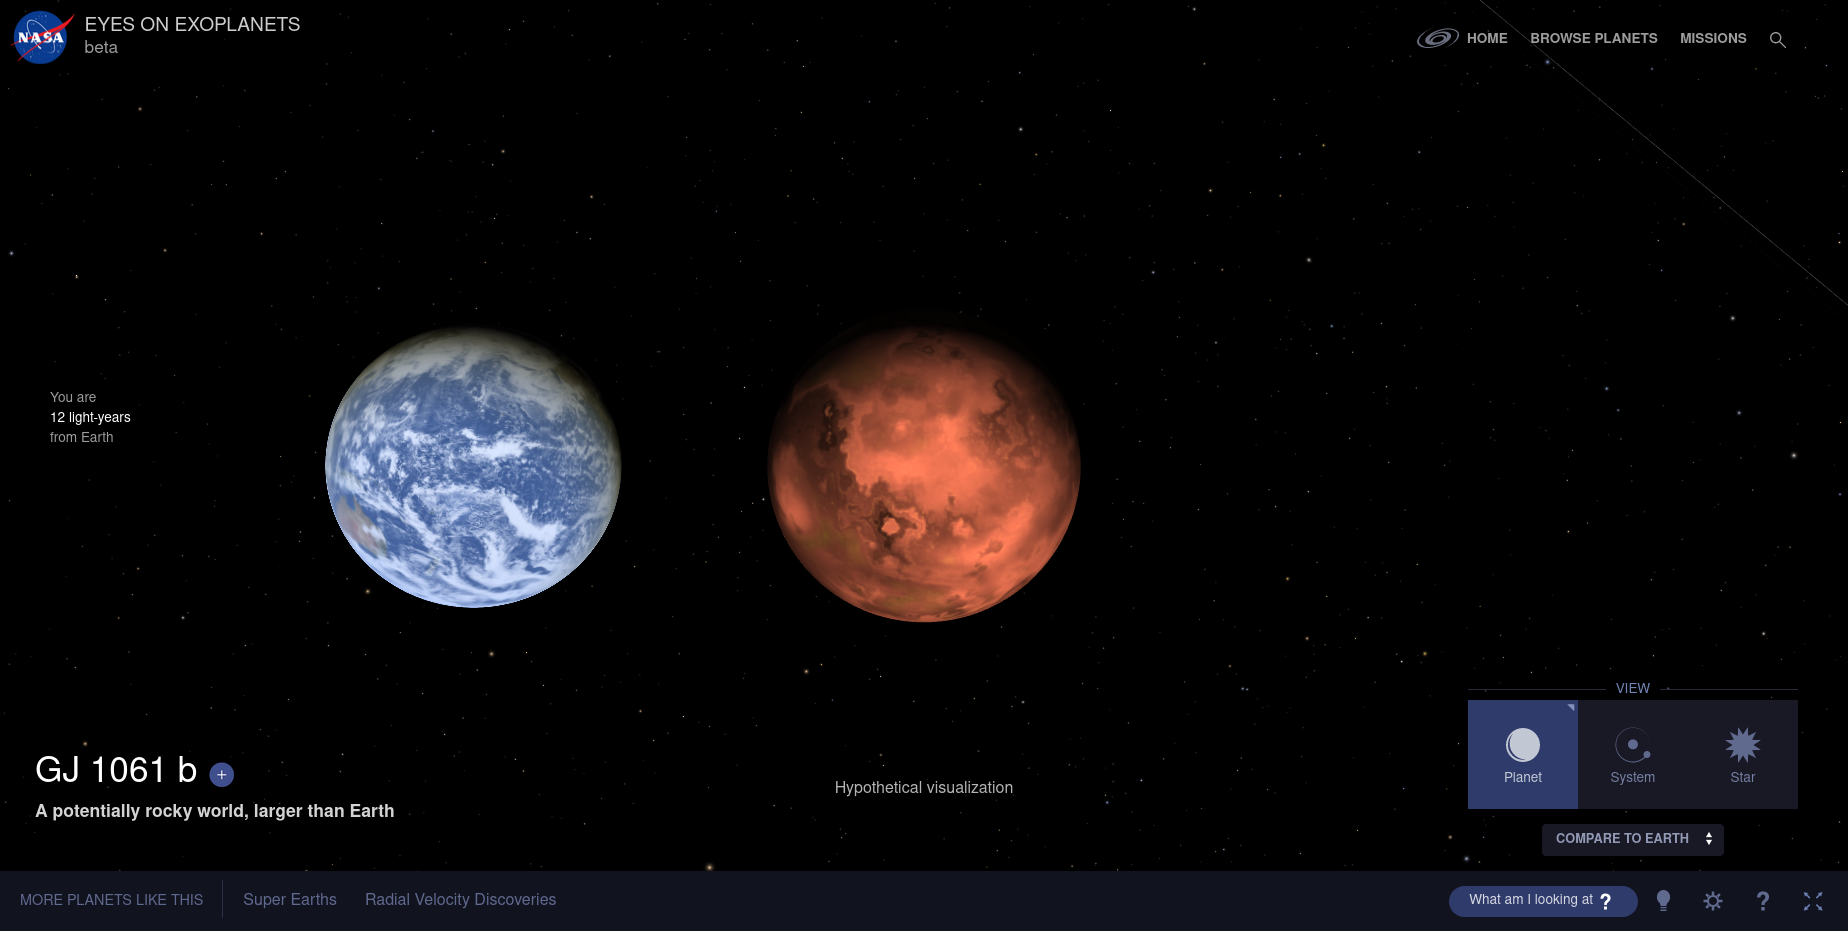 NASA
EYES ON EXOPLANETS
beta
HOME
BROWSE PLANETS
MISSIONS
You are
12 light-years
from Earth
VIEW
Planet
System
Star
GJ 1061 b +
A potentially rocky world, larger than Earth
Hypothetical visualization
COMPARE TO EARTH
MORE PLANETS LIKE THIS
Super Earths
Radial Velocity Discoveries
What am I looking at ?
?